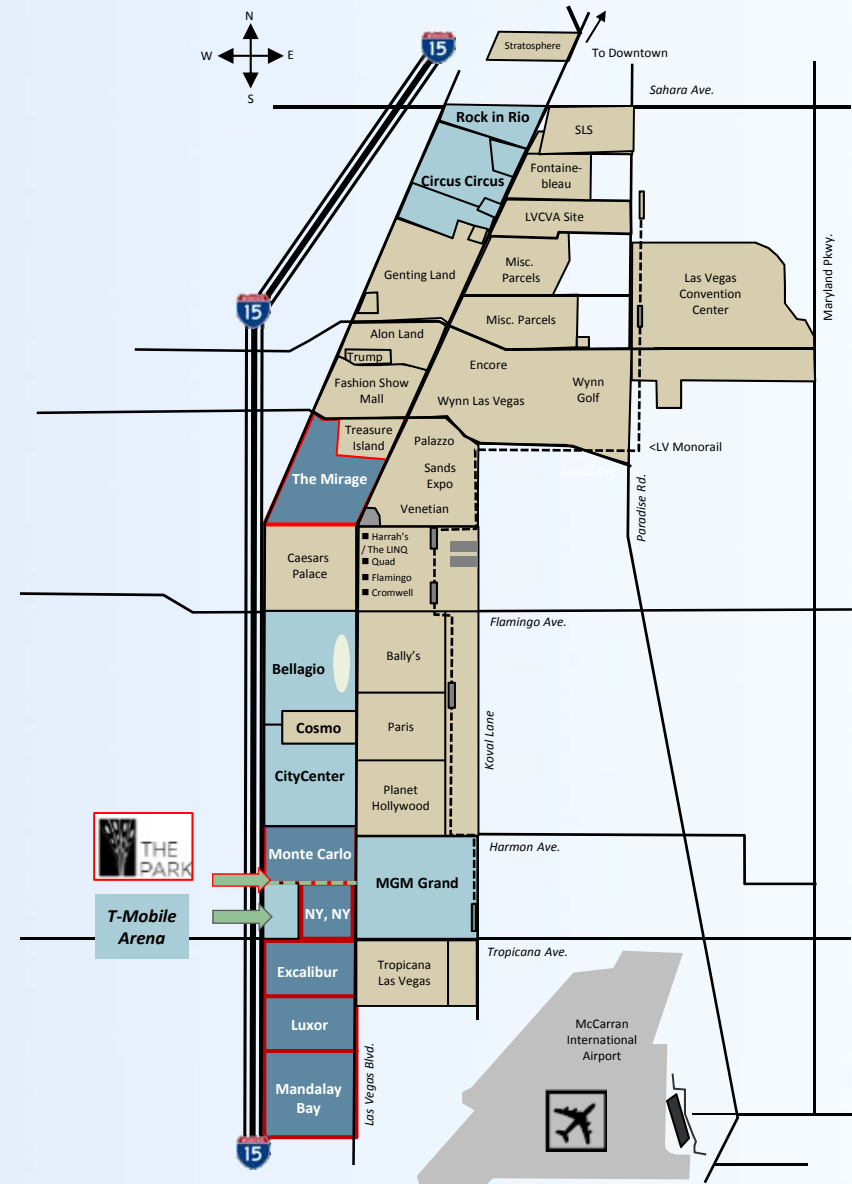 N
W
E
S
15
Stratosphere
To Downtown
Sahara Ave.
Rock in Rio
SLS
Circus Circus
Fontaine-
bleau
LVCVA Site
Maryland Pkwy.
Genting Land
Misc.
Parcels
Las Vegas
Convention
Center
15
Misc. Parcels
Alon Land
Trump
Encore
Fashion Show
Mall
Wynn Las Vegas
Wynn
Golf
Treasure
Island
Palazzo
<LV Monorail
The Mirage
Sands
Expo
Sands Ave.
Paradise Rd.
Venetian
Caesars
Palace
■ Harrah's
/ The LINQ
■ Quad
■ Flamingo
■ Cromwell
Flamingo Ave.
Bellagio
Bally's
Cosmo
Paris
Koval Lane
CityCenter
Planet
Hollywood
THE
PARK
Monte Carlo
Harmon Ave.
MGM Grand
T-Mobile
Arena
NY, NY
Tropicana Ave.
Excalibur
Tropicana
Las Vegas
Luxor
McCarran
International
Airport
Las Vegas Blvd.
Mandalay
Bay
15